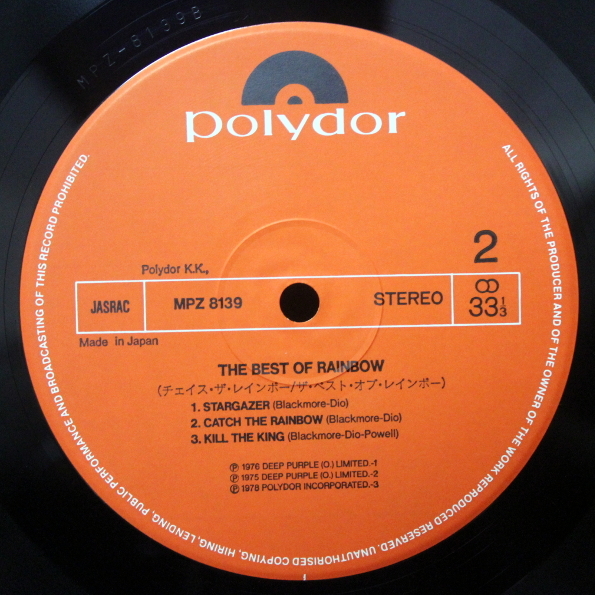 MPZ-8139B
polydor
2
Polydor K.K.,
JASRAC
MPZ 8139
STEREO
33 1/3
Made in Japan
THE BEST OF RAINBOW
(チェイス・ザ・レインボー/ザ・ベスト・オブ・レインボー)
1. STARGAZER (Blackmore-Dio)
2. CATCH THE RAINBOW (Blackmore-Dio)
3. KILL THE KING (Blackmore-Dio-Powell)
Ⓟ 1976 DEEP PURPLE (O.) LIMITED.-1
Ⓟ 1975 DEEP PURPLE (O.) LIMITED.-2
Ⓟ 1978 POLYDOR INCORPORATED.-3
ALL RIGHTS OF THE PRODUCER AND OF THE OWNER OF THE WORK REPRODUCED RESERVED. UNAUTHORISED COPYING, HIRING, LENDING, PUBLIC PERFORMANCE AND BROADCASTING OF THIS RECORD PROHIBITED.